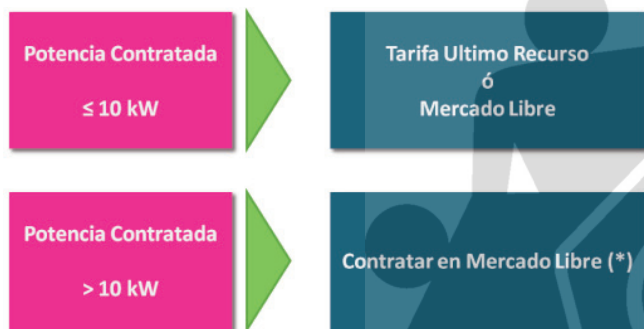 Potencia Contratada
≤ 10 kW
Tarifa Ultimo Recurso
ó
Mercado Libre
Potencia Contratada
> 10 kW
Contratar en Mercado Libre (*)